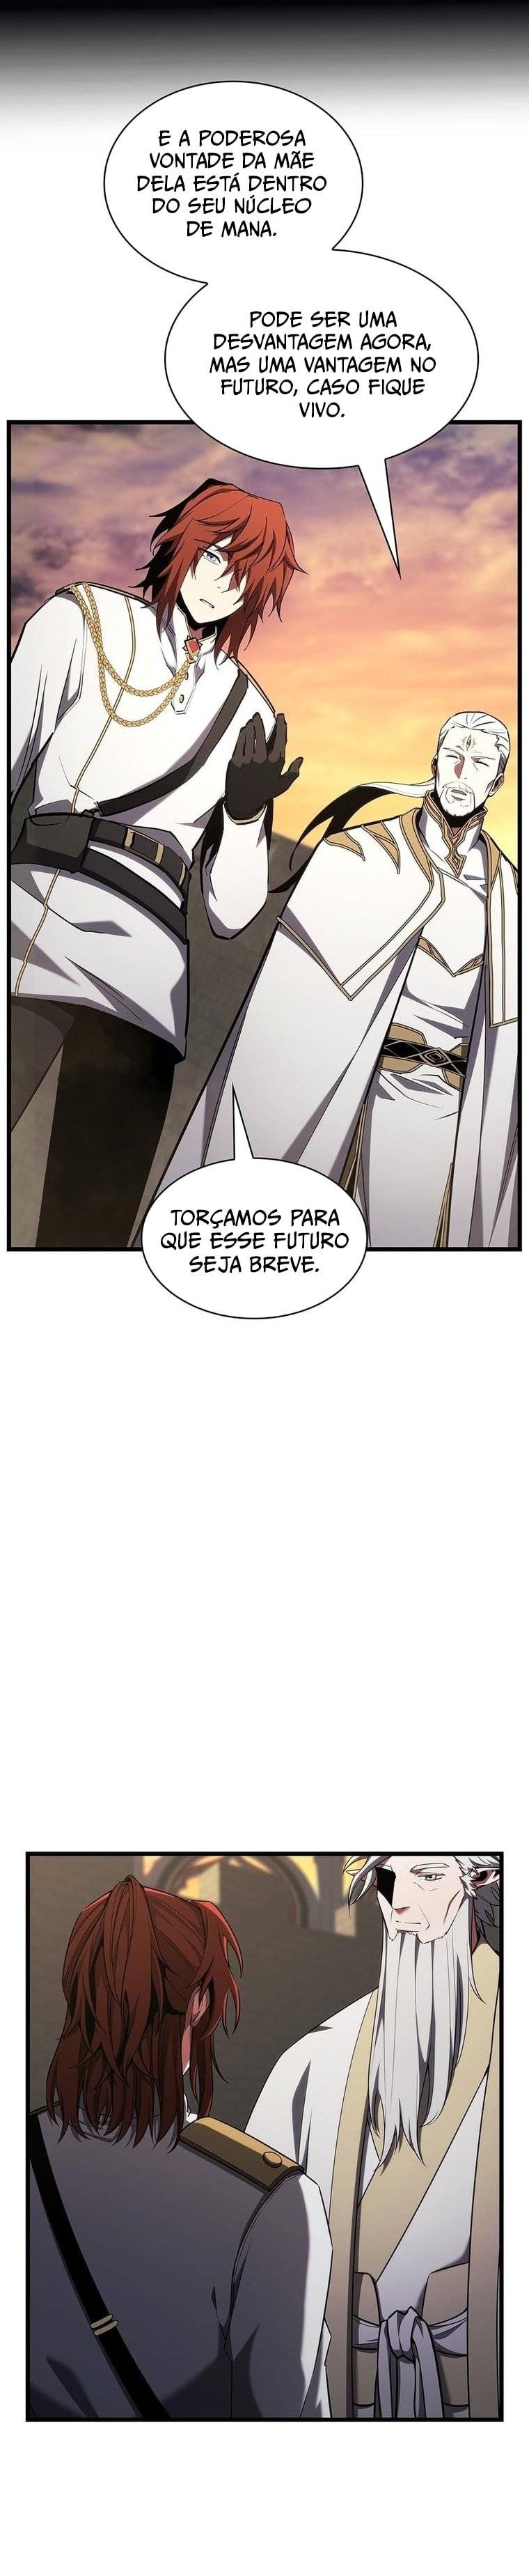 E A PODEROSA
VONTADE DA MÃE
DELA ESTÁ DENTRO
DO SEU NÚCLEO
DE MANA.
PODE SER UMA
DESVANTAGEM AGORA,
MAS UMA VANTAGEM NO
FUTURO, CASO FIQUE
VIVO.
TORÇAMOS PARA
QUE ESSE FUTURO
SEJA BREVE.